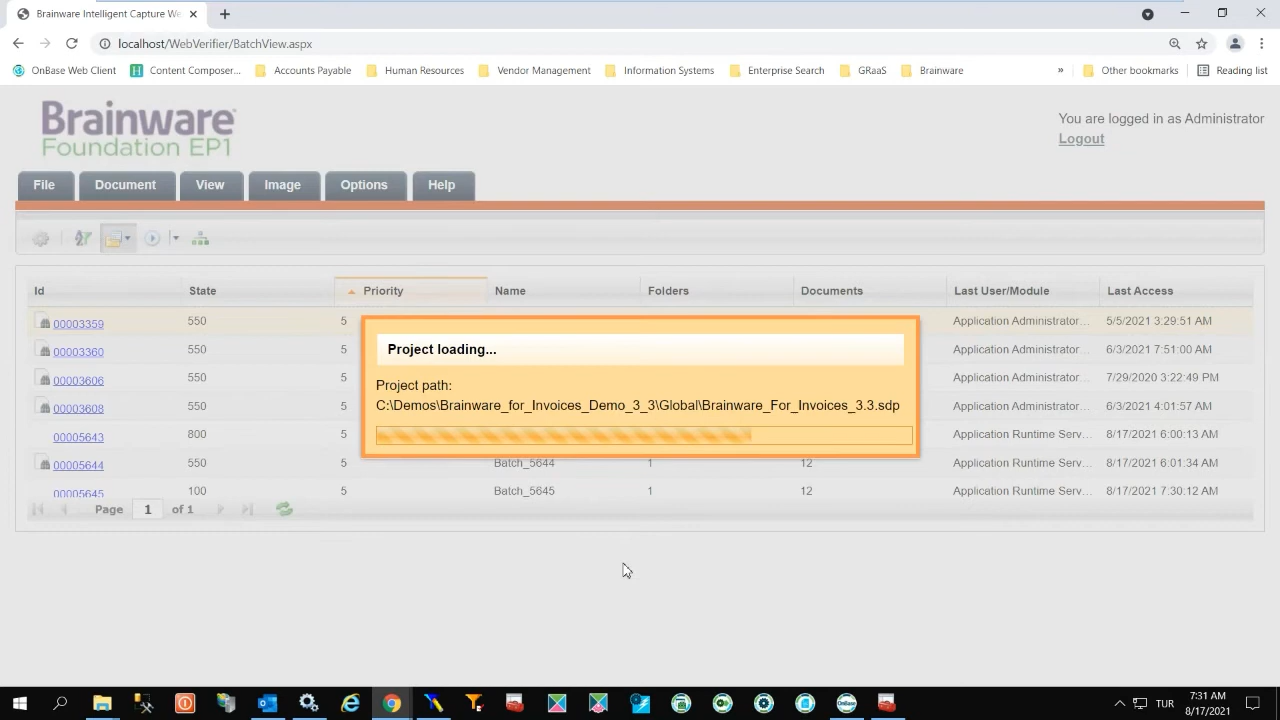 Brainware Intelligent Capture We
localhost/WebVerifier/BatchView.aspx
OnBase Web Client Content Composer... Accounts Payable Human Resources Vendor Management Information Systems Enterprise Search GRaaS Brainware » Other bookmarks Reading list
Brainware
Foundation EP1
You are logged in as Administrator
Logout
File Document View Image Options Help
Id State Priority Name Folders Documents Last User/Module Last Access
00003359 550 5 Application Administrator... 5/5/2021 3:29:51 AM
00003360 550 5 Application Administrator... 6/3/2021 7:51:00 AM
00003606 550 5 Application Administrator... 7/29/2020 3:22:49 PM
00003608 550 5 Application Administrator... 6/3/2021 4:01:57 AM
00005643 800 5 Application Runtime Serv... 8/17/2021 6:00:13 AM
00005644 550 5 Batch_5644 1 12 Application Runtime Serv... 8/17/2021 6:01:34 AM
00005645 100 5 Batch_5645 1 12 Application Runtime Serv... 8/17/2021 7:30:12 AM
Project loading...
Project path:
C:\Demos\Brainware_for_Invoices_Demo_3_3\Global\Brainware_For_Invoices_3.3.sdp
Page 1 of 1
TUR
7:31 AM
8/17/2021